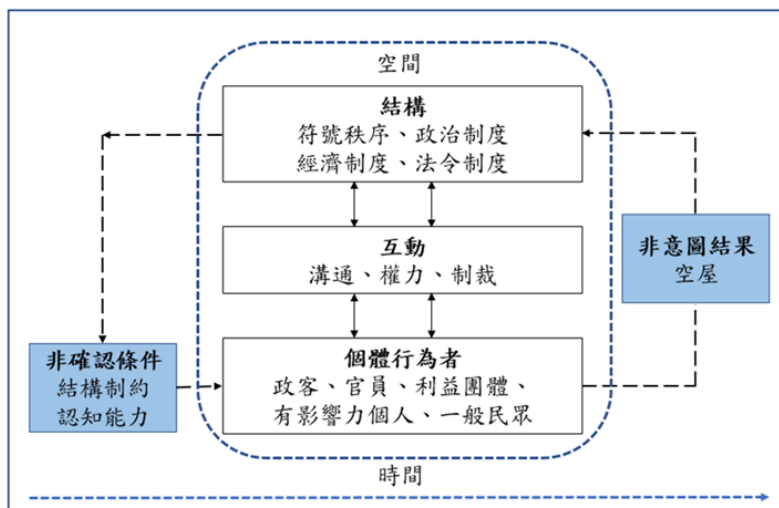 空間
結構
符號秩序、政治制度
經濟制度、法令制度
互動
溝通、權力、制裁
非意圖結果
空屋
非確認條件
結構制約
認知能力
個體行為者
政客、官員、利益團體、
有影響力個人、一般民眾
時間